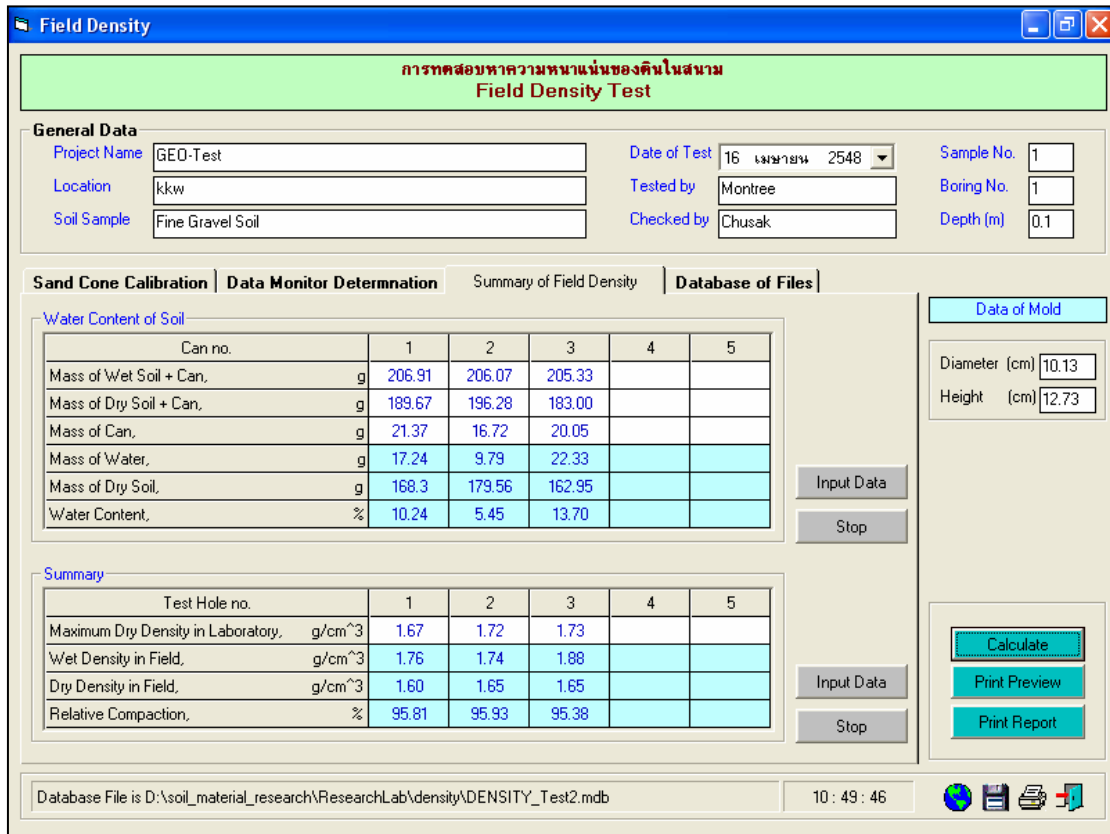 Field Density
การทดสอบหาความหนาแน่นของดินในสนาม
Field Density Test
General Data
Project Name GEO-Test Date of Test 16 เมษายน 2548 Sample No. 1
Location kkw Tested by Montree Boring No. 1
Soil Sample Fine Gravel Soil Checked by Chusak Depth (m) 0.1
Sand Cone Calibration Data Monitor Determnation Summary of Field Density Database of Files
Data of Mold
Water Content of Soil
Can no. 1 2 3 4 5
Mass of Wet Soil + Can, g 206.91 206.07 205.33
Mass of Dry Soil + Can, g 189.67 196.28 183.00
Mass of Can, g 21.37 16.72 20.05
Mass of Water, g 17.24 9.79 22.33
Mass of Dry Soil, g 168.3 179.56 162.95
Water Content, % 10.24 5.45 13.70
Diameter (cm) 10.13
Height (cm) 12.73
Input Data
Stop
Summary
Test Hole no. 1 2 3 4 5
Maximum Dry Density in Laboratory, g/cm^3 1.67 1.72 1.73
Wet Density in Field, g/cm^3 1.76 1.74 1.88
Dry Density in Field, g/cm^3 1.60 1.65 1.65
Relative Compaction, % 95.81 95.93 95.38
Input Data
Stop
Calculate
Print Preview
Print Report
Database File is D:\soil_material_research\ResearchLab\density\DENSITY_Test2.mdb 10 : 49 : 46